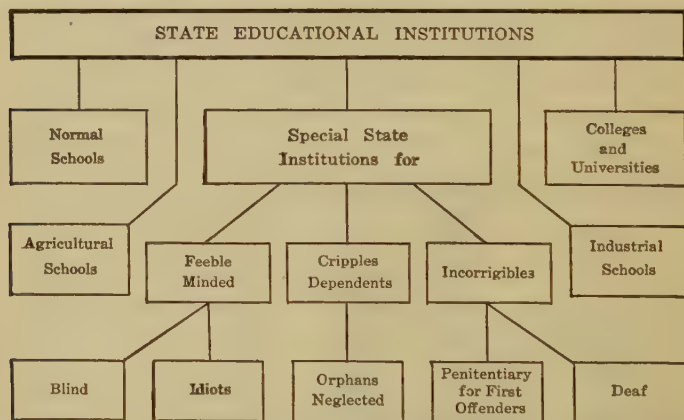 STATE EDUCATIONAL INSTITUTIONS
Normal
Schools
Special State
Institutions for
Colleges
and
Universities
Agricultural
Schools
Feeble
Minded
Cripples
Dependents
Incorrigibles
Industrial
Schools
Blind
Idiots
Orphans
Neglected
Penitentiary
for First
Offenders
Deaf